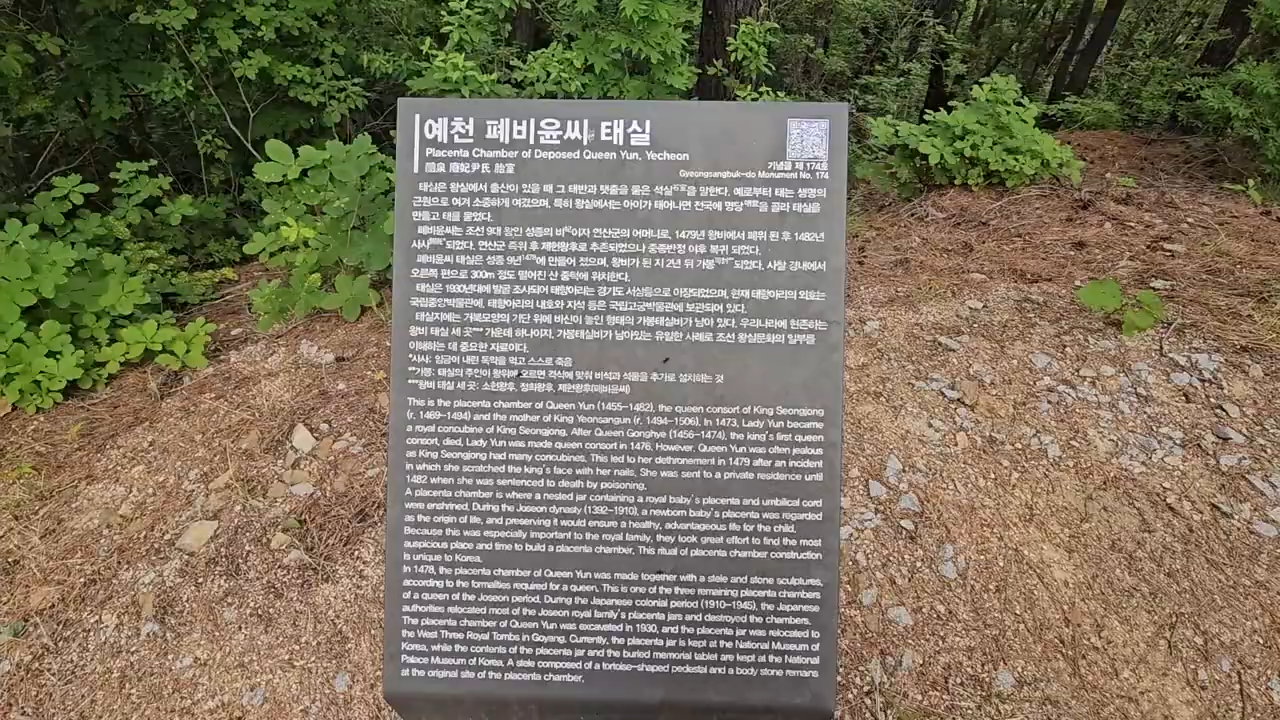 예천 폐비윤씨 태실
Placenta Chamber of Deposed Queen Yun, Yecheon
醴泉 廢妃尹氏 胎室
기념물 제 174호
Gyeongsangbuk-do Monument No. 174
태실은 왕실에서 출산이 있을 때 그 태반과 탯줄을 묻은 석실石室을 말한다. 예로부터 태는 생명의
근원으로 여겨 소중하게 여겼으며, 특히 왕실에서는 아이가 태어나면 전국에 명당을 골라 태실을
만들고 태를 묻었다.
폐비윤씨는 조선 9대 왕인 성종의 비妃이자 연산군의 어머니로, 1479년 왕비에서 폐위 된 후 1482년
사사되었다. 연산군 즉위 후 제헌왕후로 추존되었으나 중종반정 이후 복귀 되었다.
폐비윤씨 태실은 성종 9년1478에 만들어 졌으며, 왕비가 된 지 2년 뒤 가봉되었다. 사찰 경내에서
오른쪽 편으로 300m 정도 떨어진 산 중턱에 위치한다.
태실은 1930년대에 발굴 조사되어 태항아리는 경기도 서삼릉으로 이장되었으며, 현재 태항아리의 외호는
국립중앙박물관에, 태항아리의 내호와 지석 등은 국립고궁박물관에 보관되어 있다.
태실지에는 거북모양의 기단 위에 비신이 놓인 형태의 가봉태실비가 남아 있다. 우리나라에 현존하는
왕비 태실 세 곳*** 가운데 하나이자, 가봉태실비가 남아있는 유일한 사례로 조선 왕실문화의 일부를
이해하는 데 중요한 자료이다.
*사사: 임금이 내린 독약을 먹고 스스로 죽음
**가봉: 태실의 주인이 왕위에 오르면 격식에 맞춰 비석과 석물을 추가로 설치하는 것
***왕비 태실 세 곳: 소헌왕후, 정희왕후, 제헌왕후(폐비윤씨)
This is the placenta chamber of Queen Yun (1455-1482), the queen consort of King Seongjong
(r. 1469-1494) and the mother of King Yeonsangun (r. 1494-1506). In 1473, Lady Yun became
a royal concubine of King Seongjong. After Queen Gonghye (1456-1474), the king's first queen
consort, died, Lady Yun was made queen consort in 1476. However, Queen Yun was often jealous
as King Seongjong had many concubines. This led to her dethronement in 1479 after an incident
in which she scratched the king's face with her nails. She was sent to a private residence until
1482 when she was sentenced to death by poisoning.
A placenta chamber is where a nested jar containing a royal baby's placenta and umbilical cord
were enshrined. During the Joseon dynasty (1392-1910), a newborn baby's placenta was regarded
as the origin of life, and preserving it would ensure a healthy, advantageous life for the child.
Because this was especially important to the royal family, they took great effort to find the most
auspicious place and time to build a placenta chamber. This ritual of placenta chamber construction
is unique to Korea.
In 1478, the placenta chamber of Queen Yun was made together with a stele and stone sculptures,
according to the formalities required for a queen. This is one of the three remaining placenta chambers
of a queen of the Joseon period. During the Japanese colonial period (1910-1945), the Japanese
authorities relocated most of the Joseon royal family's placenta jars and destroyed the chambers.
The placenta chamber of Queen Yun was excavated in 1930, and the placenta jar was relocated to
the West Three Royal Tombs in Goyang. Currently, the placenta jar is kept at the National Museum of
Korea, while the contents of the placenta jar and the buried memorial tablet are kept at the National
Palace Museum of Korea. A stele composed of a tortoise-shaped pedestal and a body stone remains
at the original site of the placenta chamber.